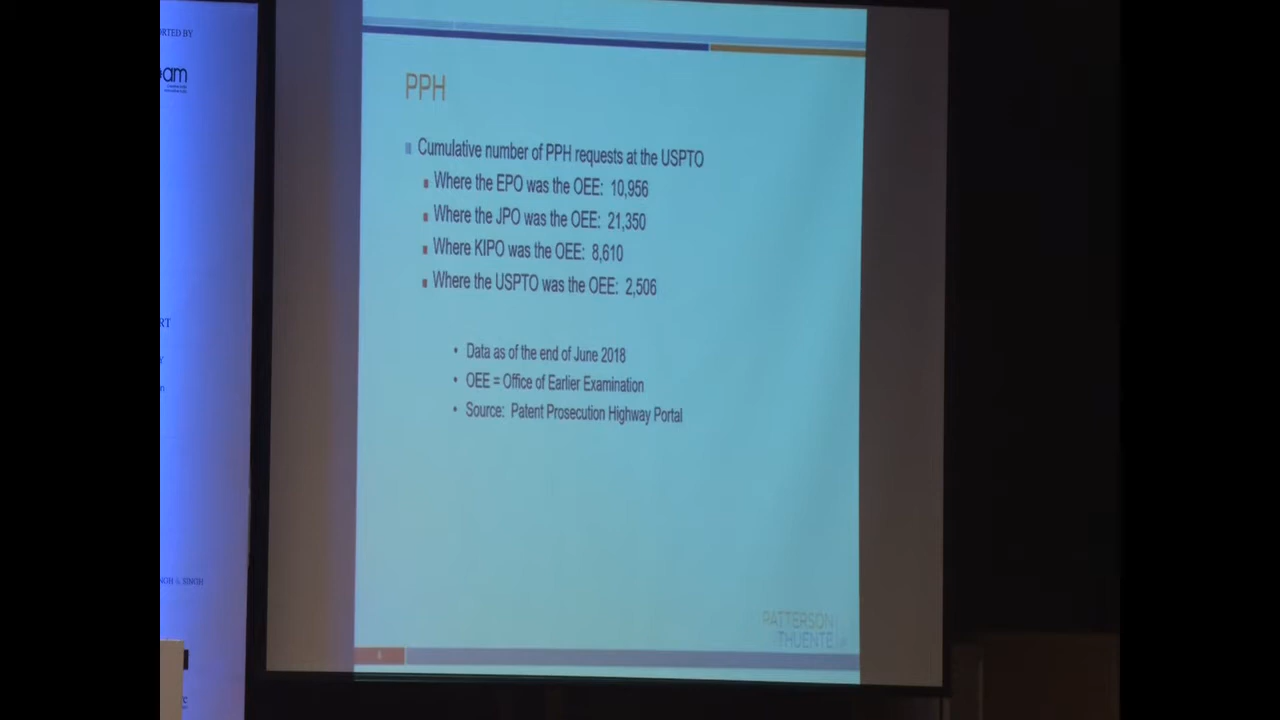 PPH
Cumulative number of PPH requests at the USPTO
Where the EPO was the OEE: 10,956
Where the JPO was the OEE: 21,350
Where KIPO was the OEE: 8,610
Where the USPTO was the OEE: 2,506
Data as of the end of June 2018
OEE = Office of Earlier Examination
Source: Patent Prosecution Highway Portal
PATTERSON
THUENTE